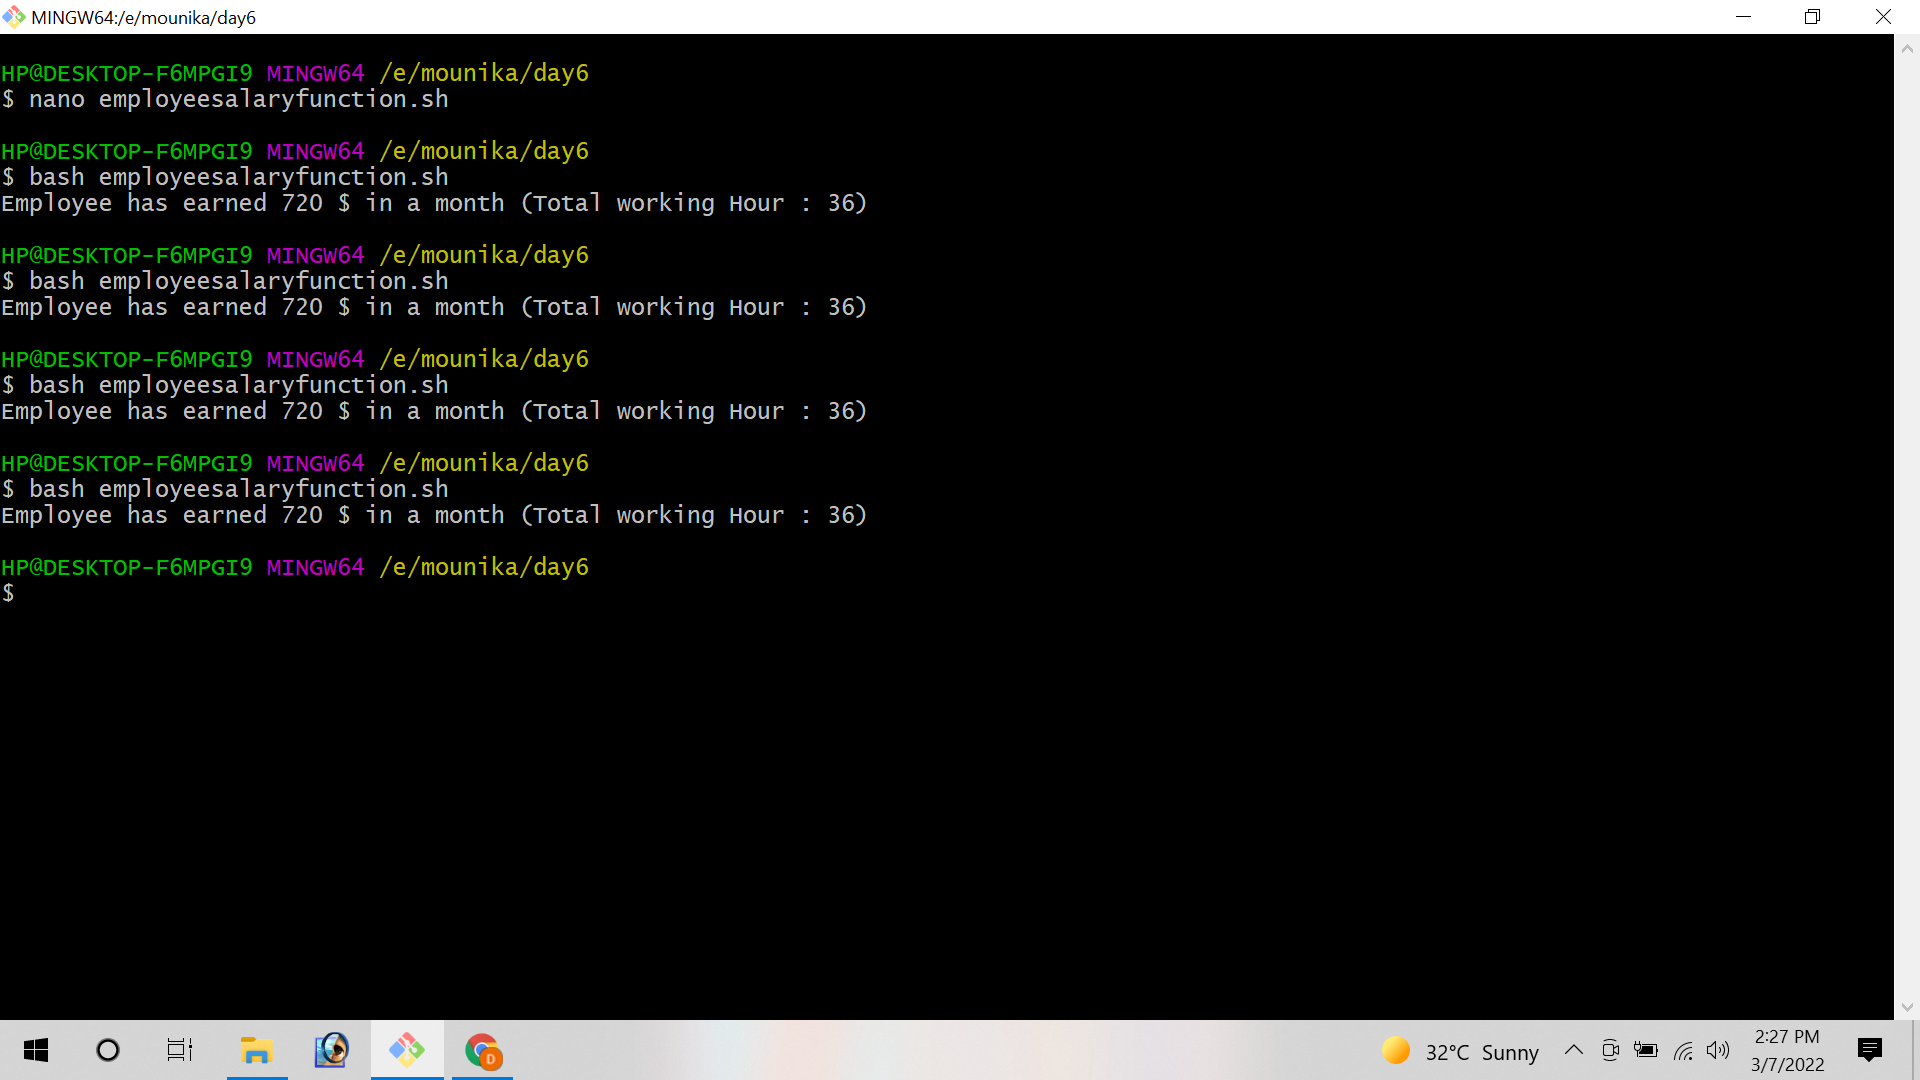 MINGW64:/e/mounika/day6
HP@DESKTOP-F6MPGI9 MINGW64 /e/mounika/day6
$ nano employeesalaryfunction.sh
HP@DESKTOP-F6MPGI9 MINGW64 /e/mounika/day6
$ bash employeesalaryfunction.sh
Employee has earned 720 $ in a month (Total working Hour : 36)
HP@DESKTOP-F6MPGI9 MINGW64 /e/mounika/day6
$ bash employeesalaryfunction.sh
Employee has earned 720 $ in a month (Total working Hour : 36)
HP@DESKTOP-F6MPGI9 MINGW64 /e/mounika/day6
$ bash employeesalaryfunction.sh
Employee has earned 720 $ in a month (Total working Hour : 36)
HP@DESKTOP-F6MPGI9 MINGW64 /e/mounika/day6
$ bash employeesalaryfunction.sh
Employee has earned 720 $ in a month (Total working Hour : 36)
HP@DESKTOP-F6MPGI9 MINGW64 /e/mounika/day6
$
D
32°C Sunny
2:27 PM
3/7/2022